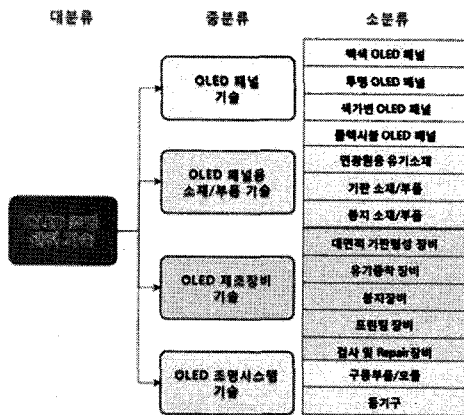 대분류
중분류
소분류
OLED 패널
기술
OLED 패널용
소재/부품 기술
OLED 제조장비
기술
OLED 조명시스템
기술
백색 OLED 패널
투명 OLED 패널
색가변 OLED 패널
플렉시블 OLED 패널
면광원용 유기소재
기판 소재/부품
봉지 소재/부품
대면적 기판형성 장비
유기증착 장비
봉지장비
프린팅 장비
검사 및 Repair장비
구동부품/모듈
등기구